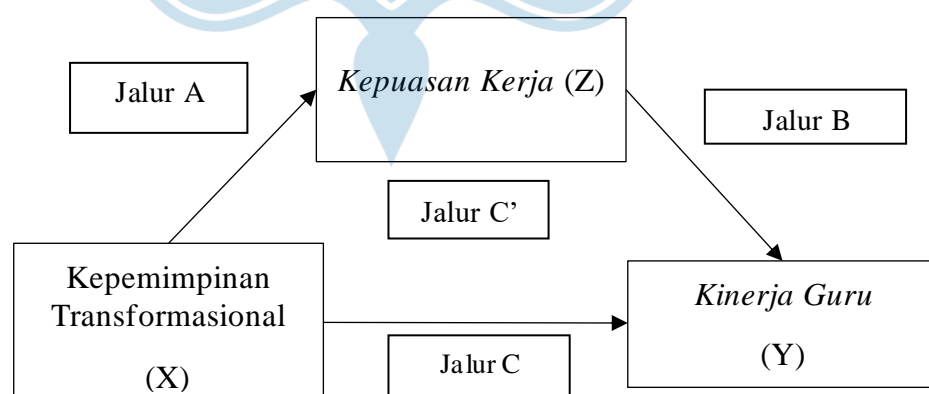 Jalur A
Kepuasan Kerja (Z)
Jalur B
Jalur C’
Kepemimpinan
Transformasional
(X)
Kinerja Guru
(Y)
Jalur C